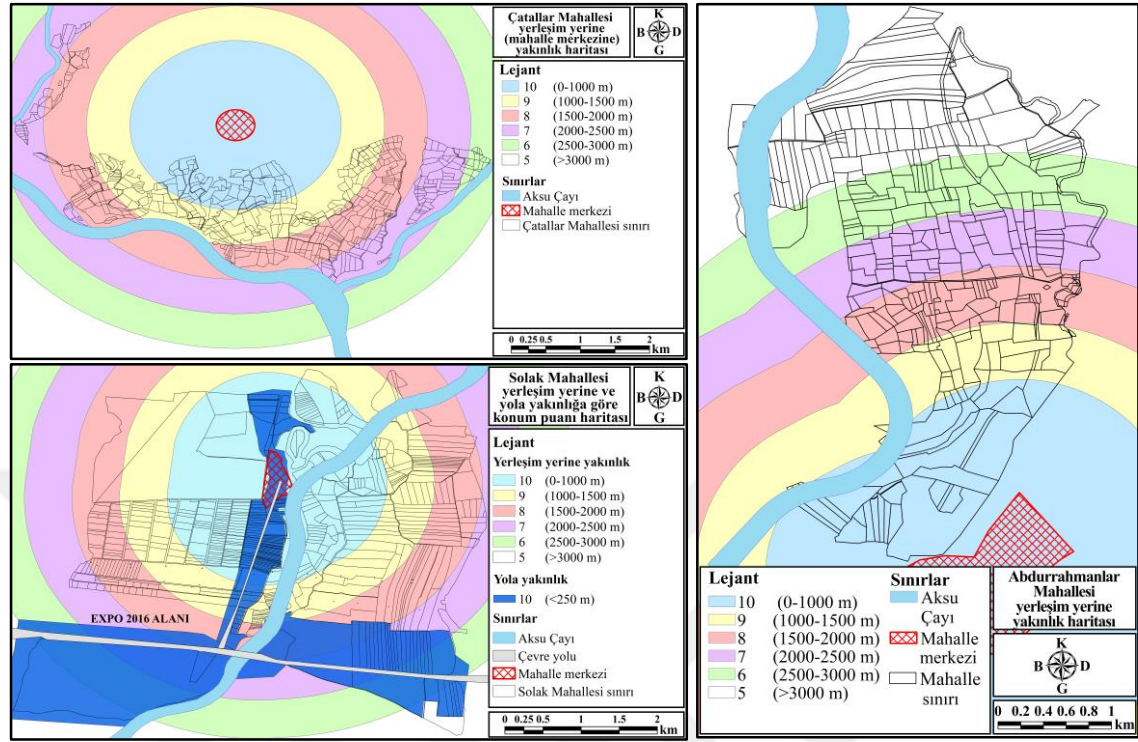 Çatallar Mahallesi
yerleşim yerine
(mahalle merkezine)
yakınlık haritası
K
B D
G
Lejant
10 (0-1000 m)
9 (1000-1500 m)
8 (1500-2000 m)
7 (2000-2500 m)
6 (2500-3000 m)
5 (>3000 m)
Sınırlar
Aksu Çayı
Mahalle merkezi
Çatallar Mahallesi sınırı
0 0.25 0.5 1 1.5 2
km
Solak Mahallesi
yerleşim yerine ve
yola yakınlığa göre
konum puanı haritası
K
B D
G
Lejant
Yerleşim yerine yakınlık
10 (0-1000 m)
9 (1000-1500 m)
8 (1500-2000 m)
7 (2000-2500 m)
6 (2500-3000 m)
5 (>3000 m)
Yola yakınlık
10 (<250 m)
Sınırlar
Aksu Çayı
Çevre yolu
Mahalle merkezi
Solak Mahallesi sınırı
EXPO 2016 ALANI
0 0.25 0.5 1 1.5 2
km
Lejant
10 (0-1000 m)
9 (1000-1500 m)
8 (1500-2000 m)
7 (2000-2500 m)
6 (2500-3000 m)
5 (>3000 m)
Sınırlar
Aksu
Çayı
Mahalle
merkezi
Mahalle
sınırı
Abdurrahmanlar
Mahallesi
yerleşim yerine
yakınlık haritası
K
B D
G
0 0.2 0.4 0.6 0.8 1
km